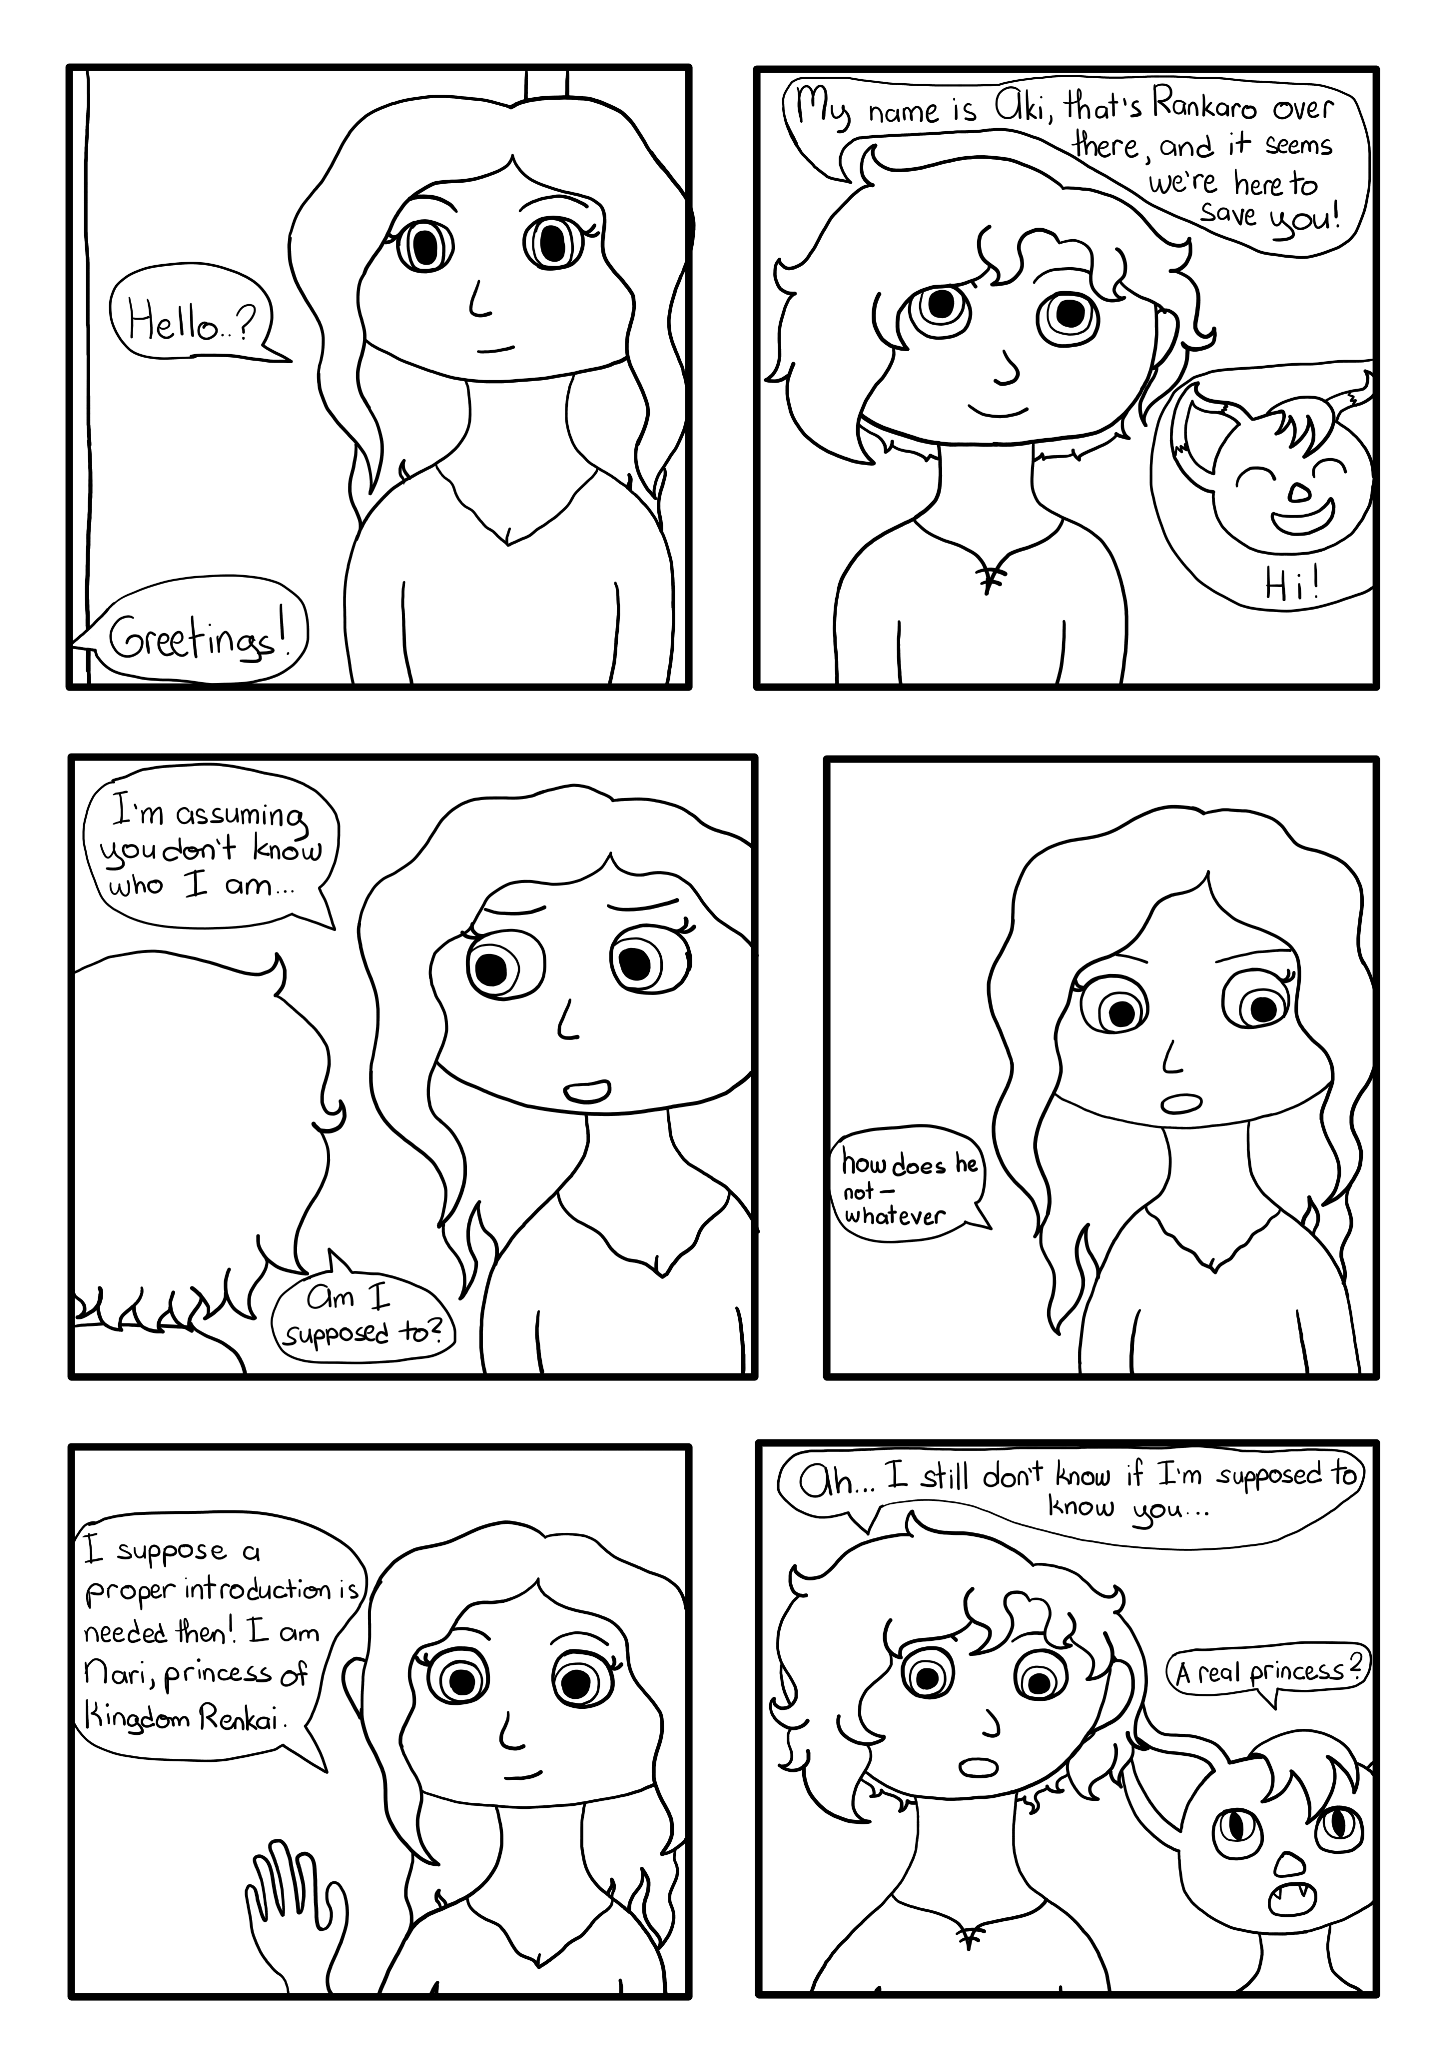 Hello..?
Greetings!
My name is Aki, that's Rankaro over
there, and it seems
we're here to
save you!
Hi!
I'm assuming
you don't know
who I am...
Am I
supposed to?
how does he
not—
whatever
I suppose a
proper introduction is
needed then! I am
Nari, princess of
Kingdom Renkai.
Ah... I still don't know if I'm supposed to
know you...
A real princess?